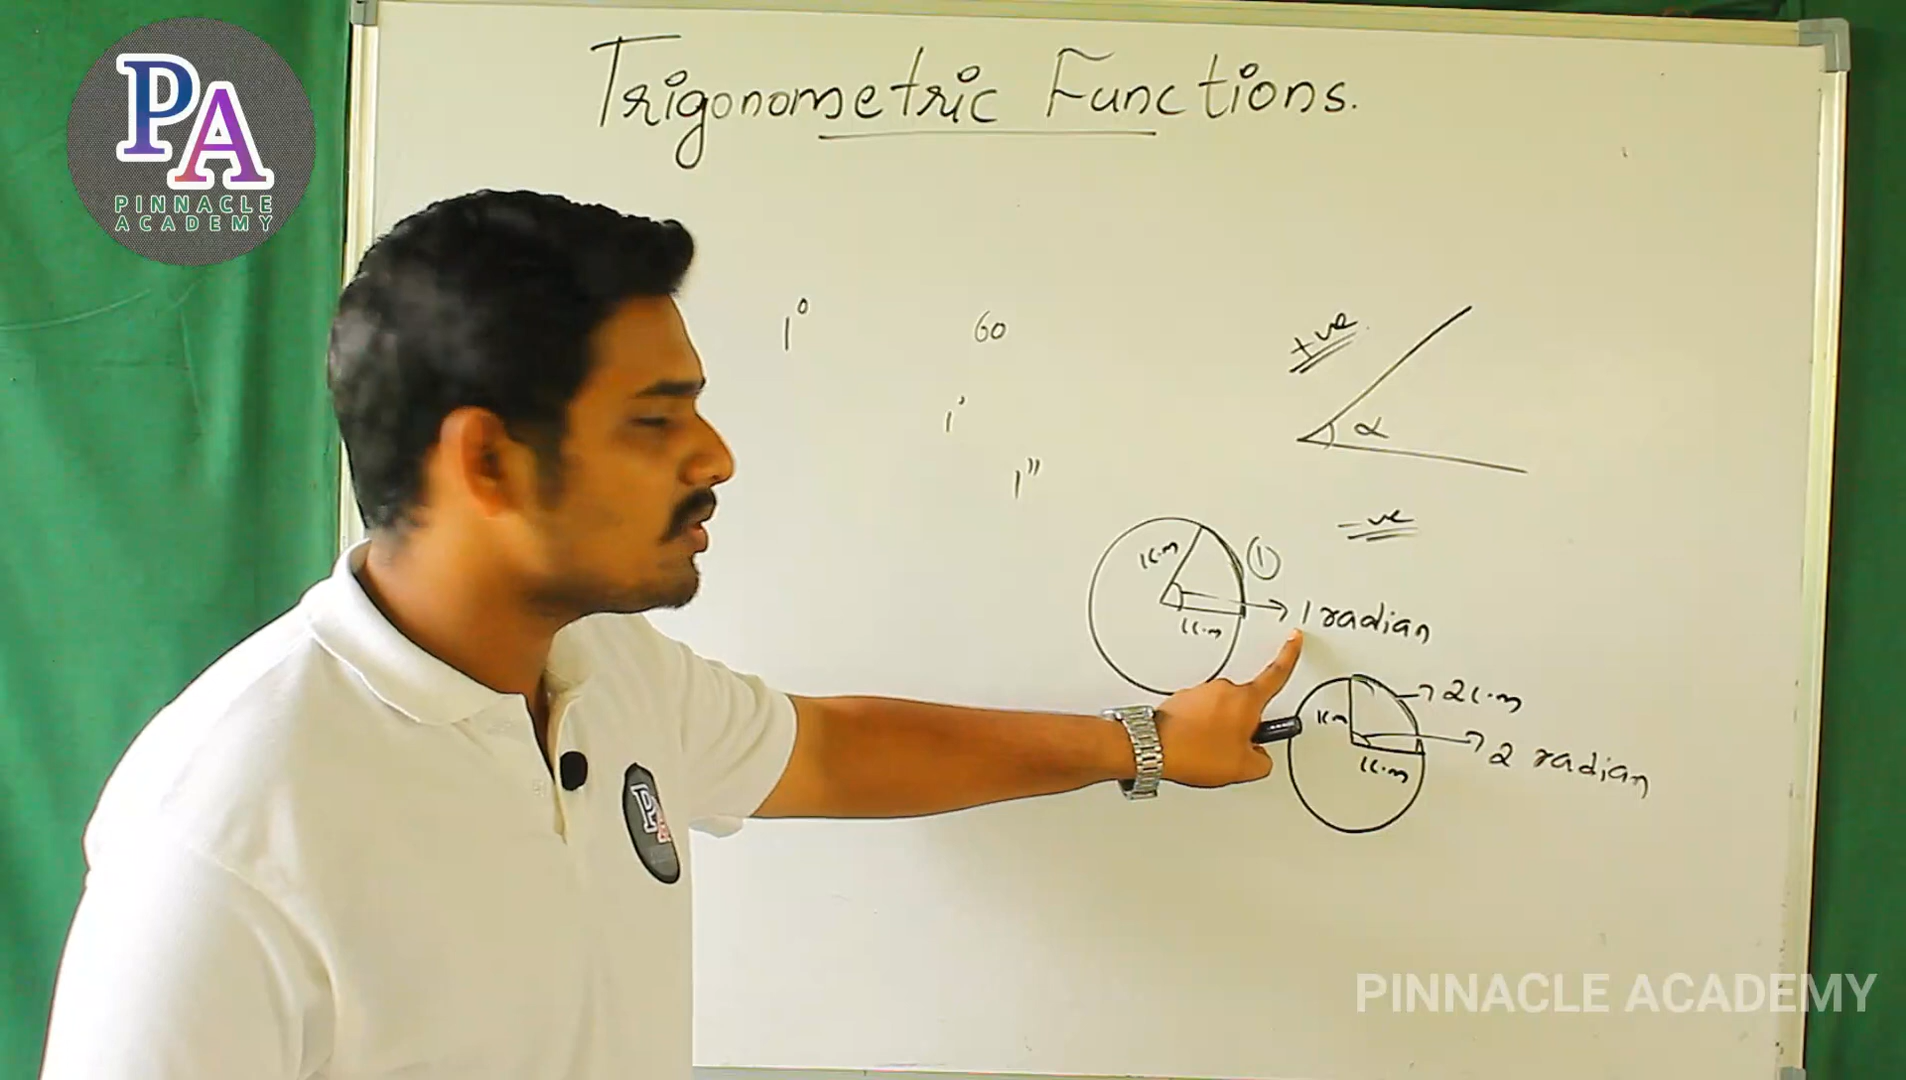 PA
PINNACLE
ACADEMY
Trigonometric Functions.
1° 60
+ve
1'
α
1"
- ve
1cm
1
1cm
1 radian
2cm
1cm
2 radian
1cm
PA
PINNACLE ACADEMY